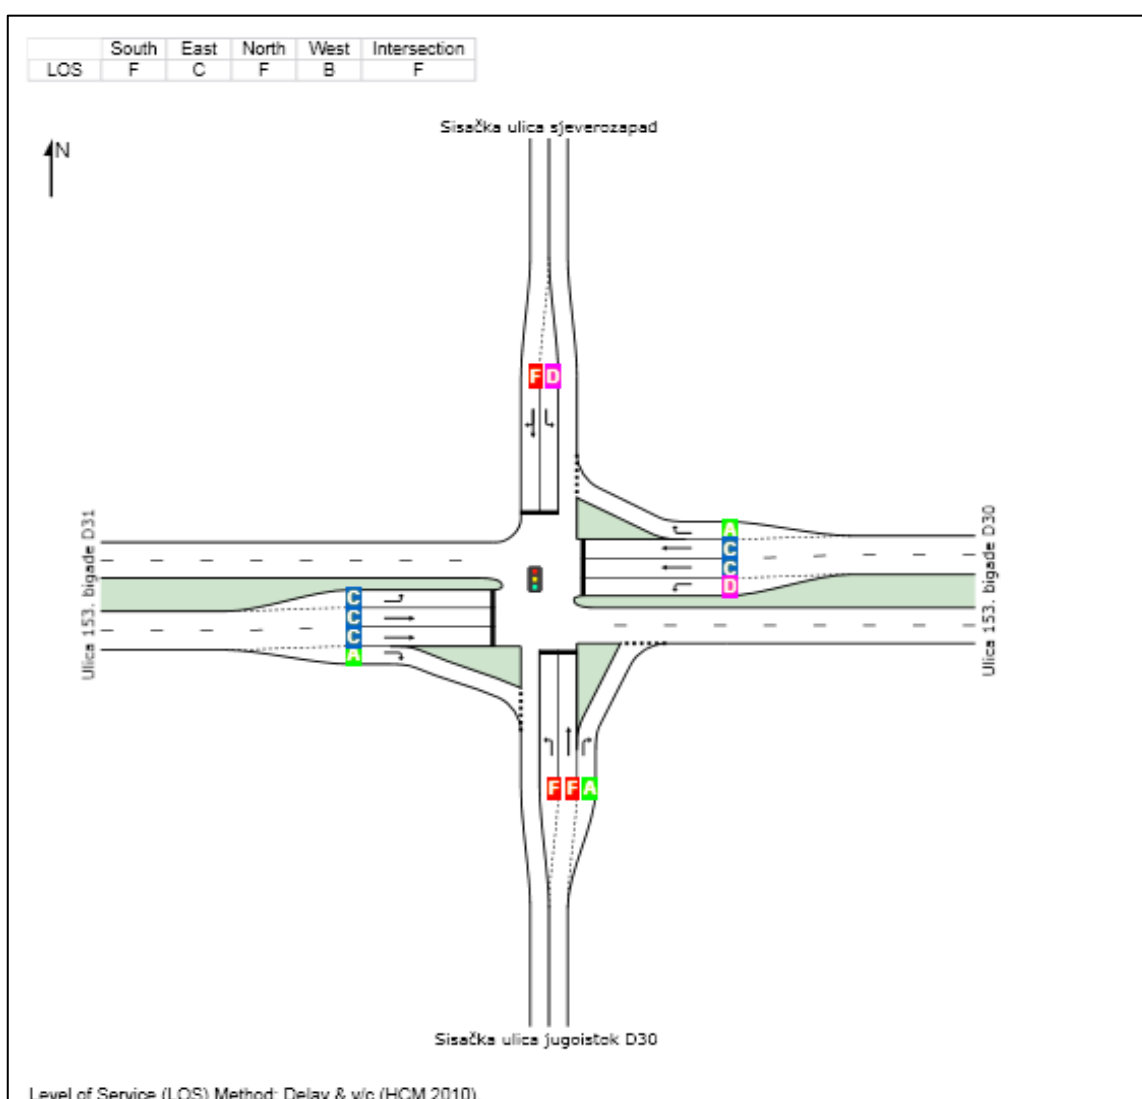 South East North West Intersection
LOS F C F B F
Sisačka ulica sjeverozapad
N
F D
Ulica 153. bigade D31
Ulica 153. bigade D30
A
C
C
D
C
C
C
A
F F A
Sisačka ulica jugoistok D30
Level of Service (LOS) Method: Delay & v/c (HCM 2010)